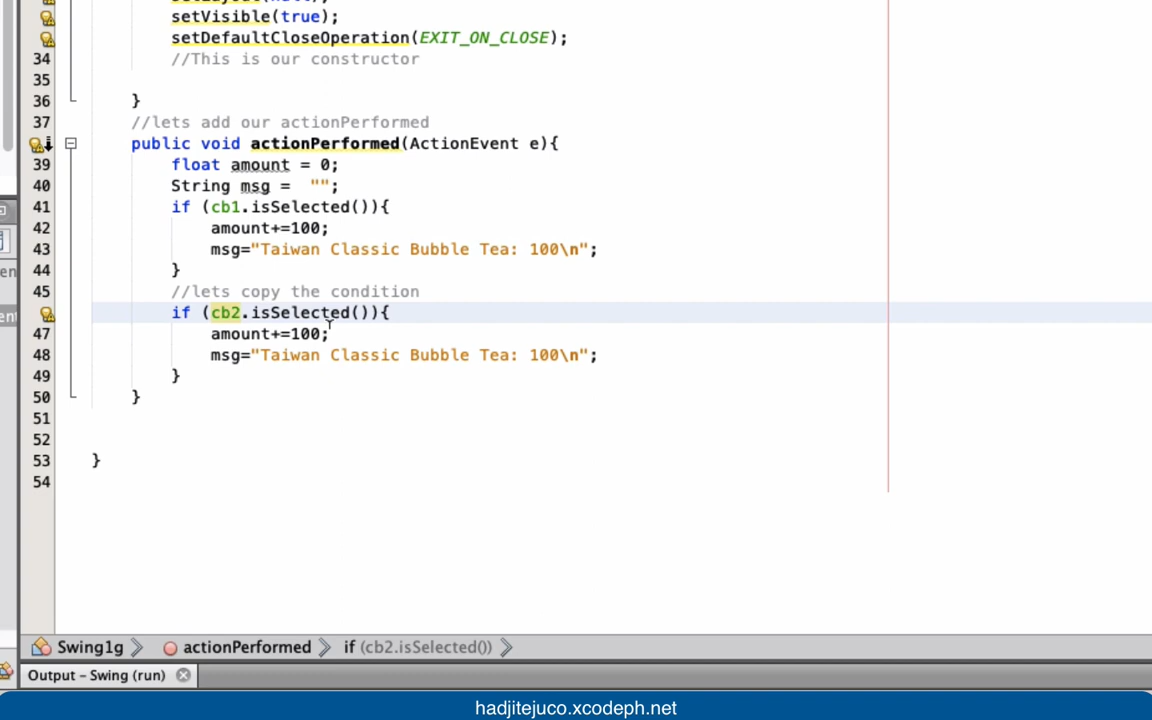 setVisible(true);
setDefaultCloseOperation(EXIT_ON_CLOSE);
34 //This is our constructor
35
36 }
37 //lets add our actionPerformed
public void actionPerformed(ActionEvent e){
39 float amount = 0;
40 String msg =  "";
41 if (cb1.isSelected()){
42 amount+=100;
43 msg="Taiwan Classic Bubble Tea: 100\n";
44 }
45 //lets copy the condition
if (cb2.isSelected()){
47 amount+=100;
48 msg="Taiwan Classic Bubble Tea: 100\n";
49 }
50 }
51
52
53 }
54
Swing1g actionPerformed if (cb2.isSelected())
Output – Swing (run)
hadjitejuco.xcodeph.net